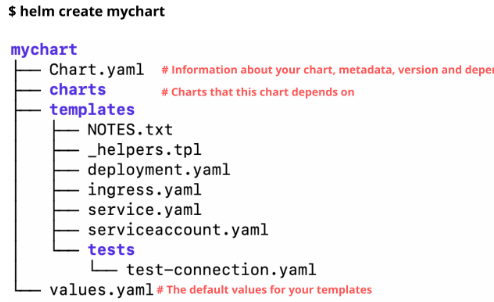 $ helm create mychart
mychart
├── Chart.yaml # Information about your chart, metadata, version and
├── charts # Charts that this chart depends on
├── templates
│   ├── NOTES.txt
│   ├── _helpers.tpl
│   ├── deployment.yaml
│   ├── ingress.yaml
│   ├── service.yaml
│   ├── serviceaccount.yaml
│   └── tests
│       └── test-connection.yaml
└── values.yaml # The default values for your templates